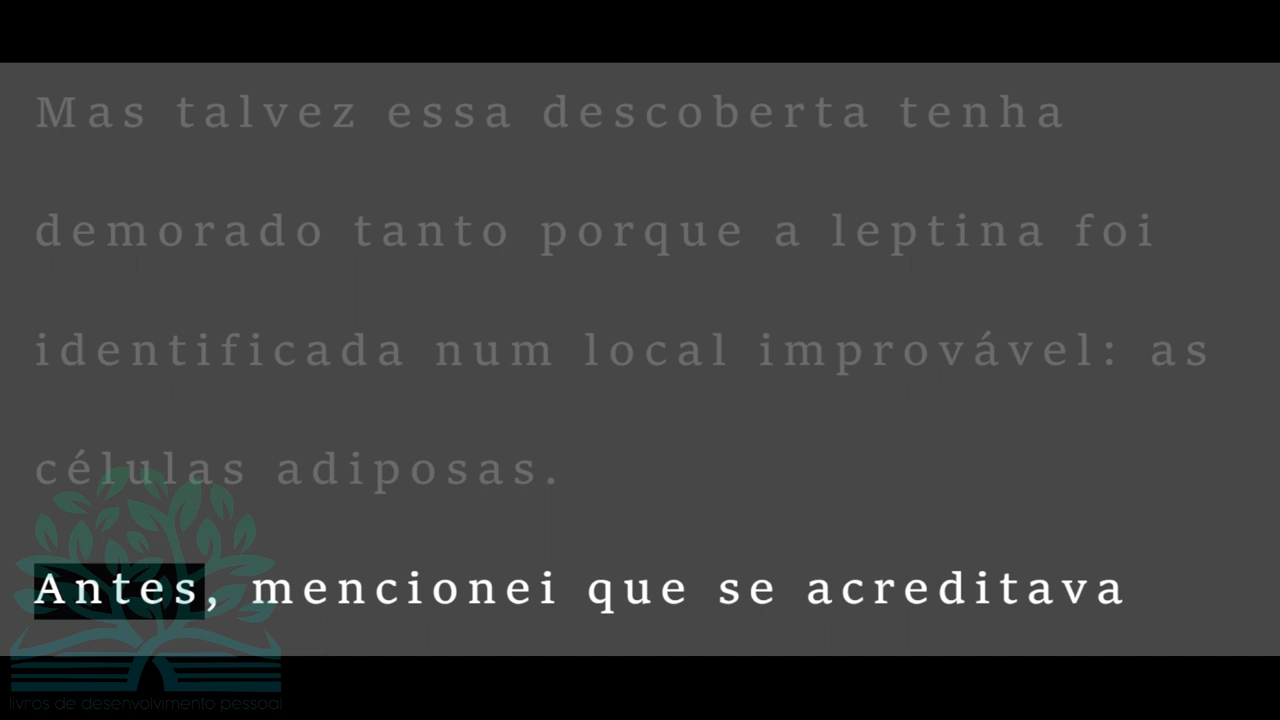 Mas talvez essa descoberta tenha
demorado tanto porque a leptina foi
identificada num local improvável: as
células adiposas.
Antes, mencionei que se acreditava
livros de desenvolvimento pessoal